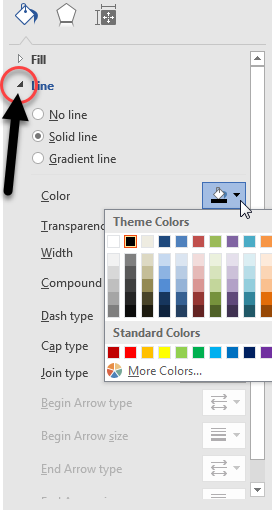 Fill
Line
No line
Solid line
Gradient line
Color
Theme Colors
Transparenc
Width
Compound
Dash type
Standard Colors
Cap type
Join type
More Colors...
Begin Arrow type
Begin Arrow size
End Arrow type